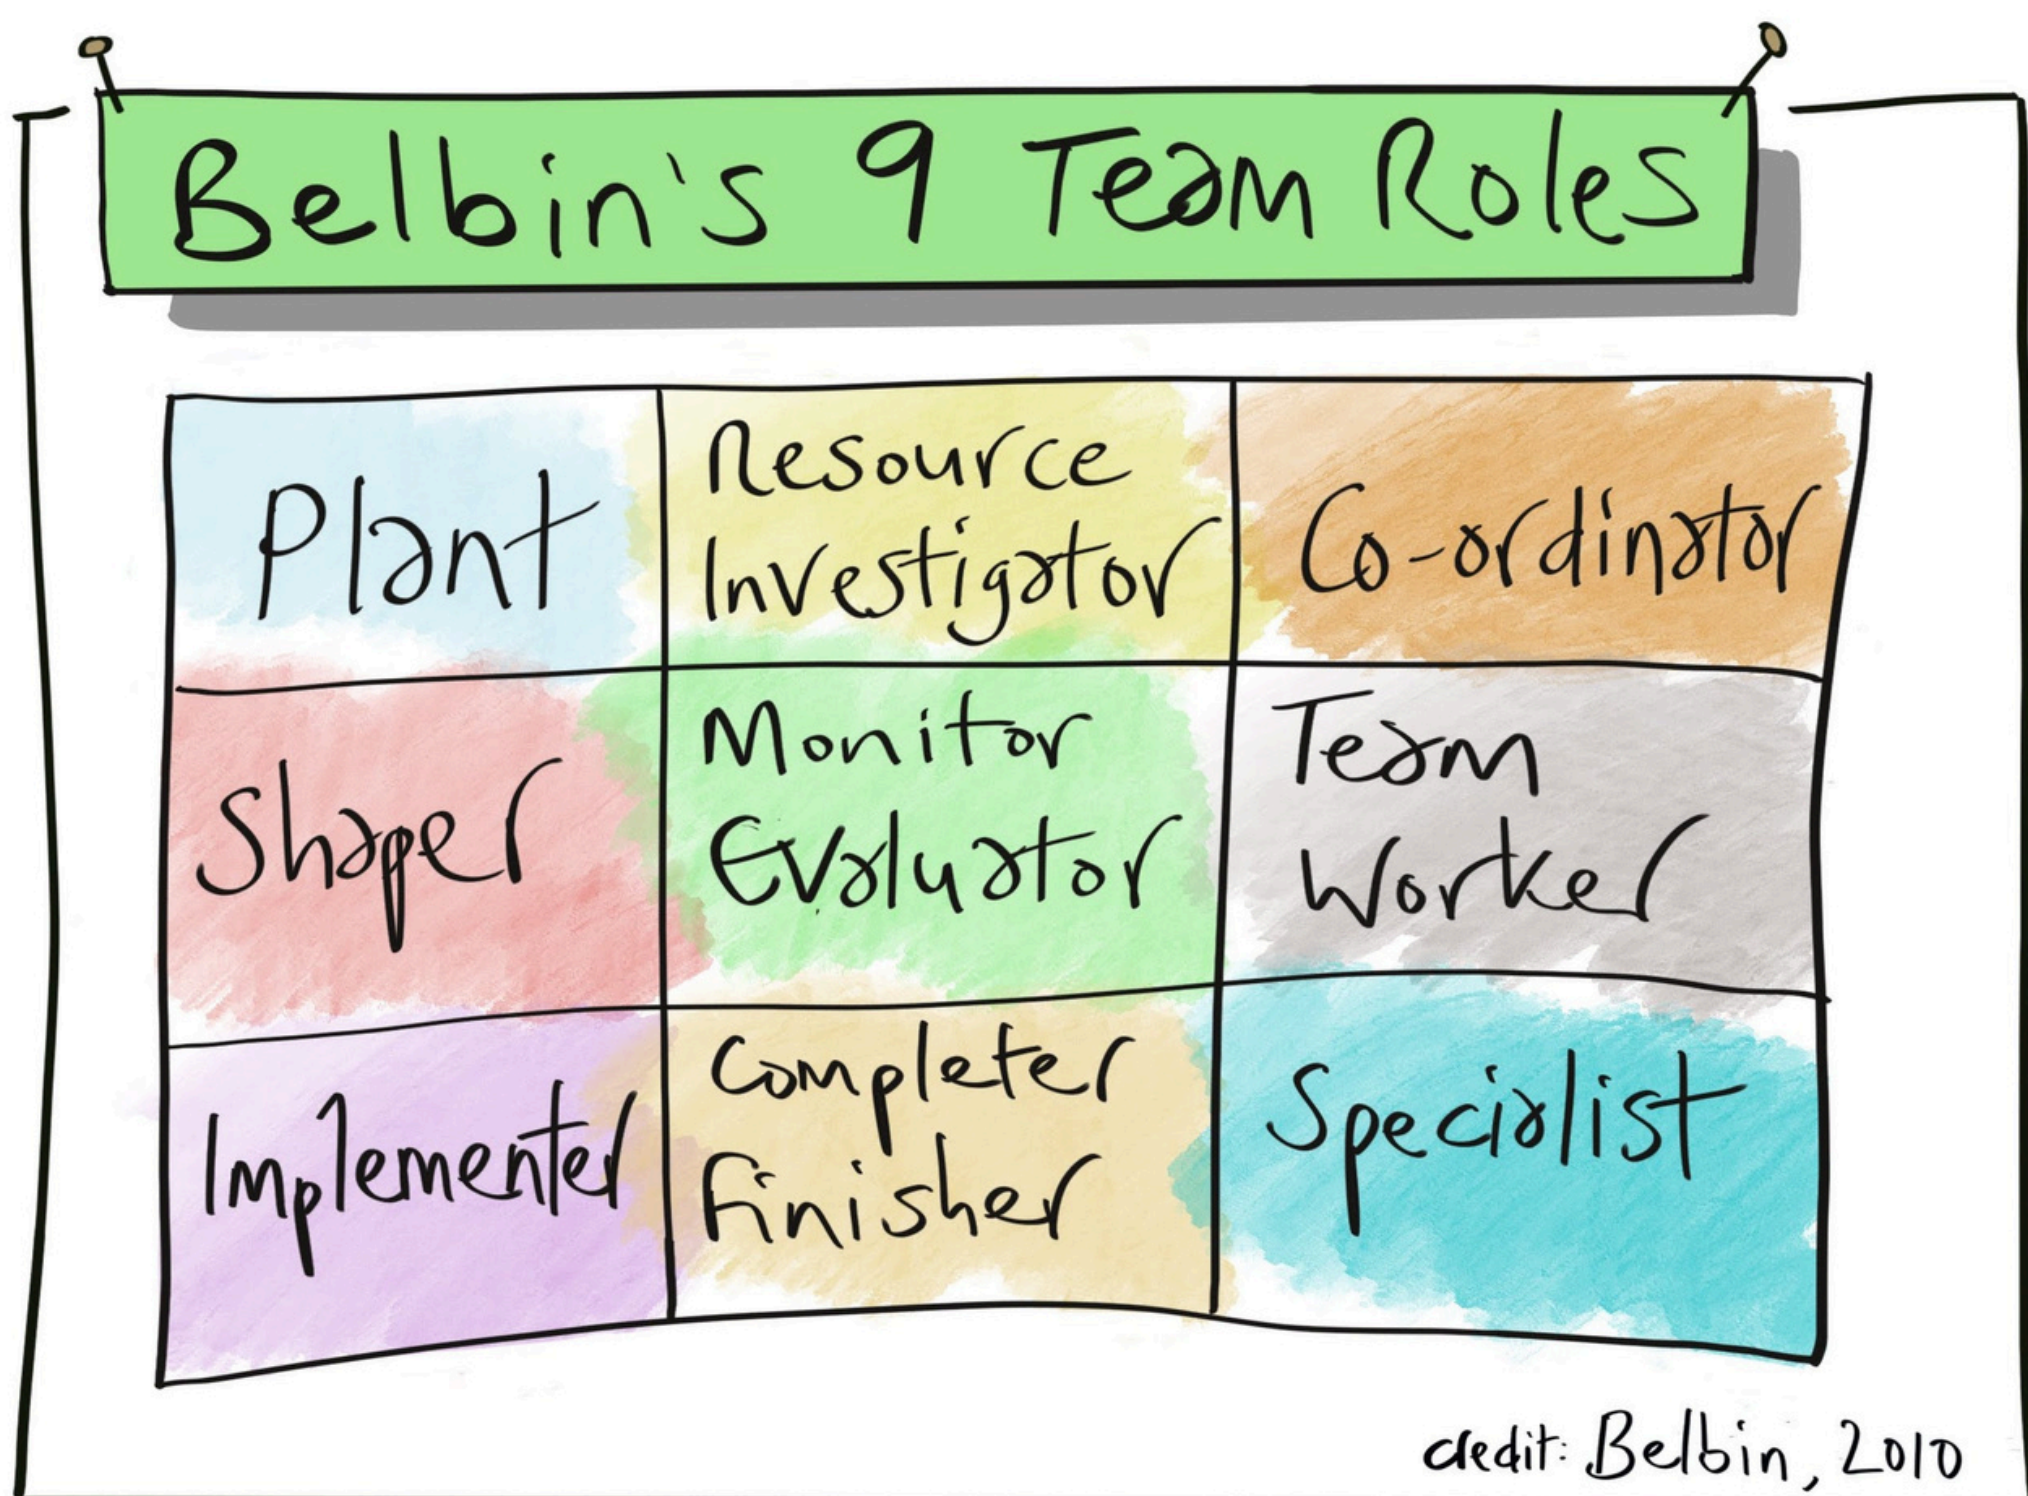 Belbin's 9 Team Roles
Plant
Resource
Investigator
Co-ordinator
Shaper
Monitor
Evaluator
Team
Worker
Implementer
Completer
Finisher
Specialist
credit: Belbin, 2010